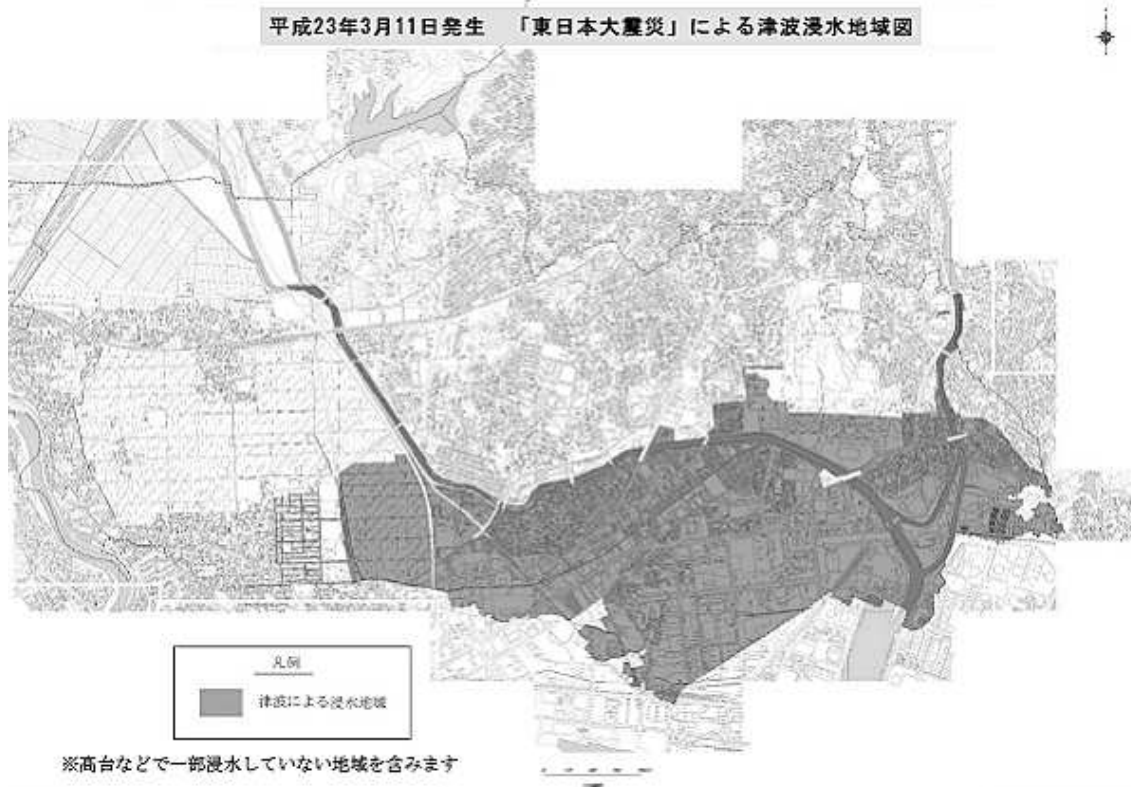 平成23年3月11日発生　「東日本大震災」による津波浸水地域図
凡例
津波による浸水地域
※高台などで一部浸水していない地域を含みます